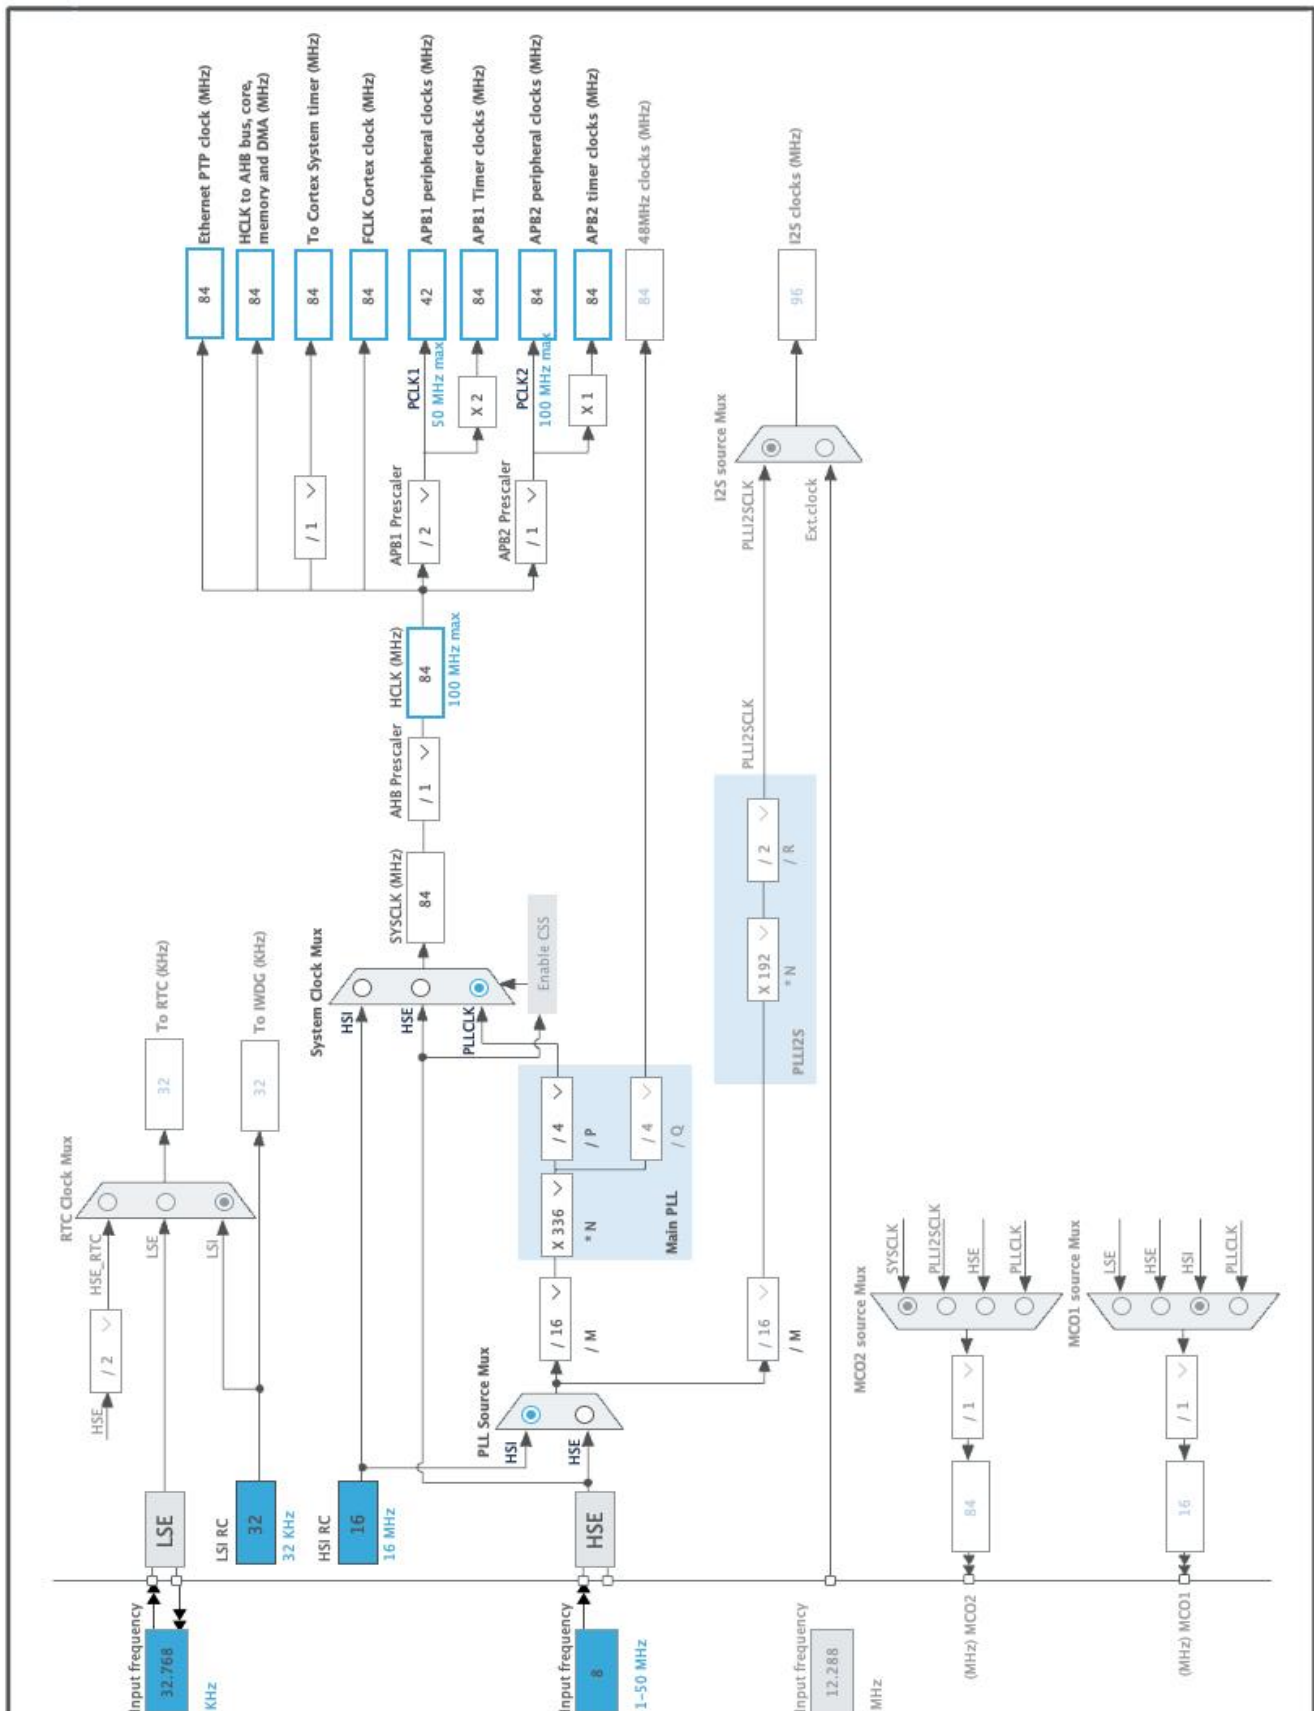 Input frequency
32.768
KHz
LSE
LSI RC
32
32 KHz
HSE
/ 2
HSE_RTC
LSE
LSI
RTC Clock Mux
32
To RTC (KHz)
32
To IWDG (KHz)
HSI RC
16
16 MHz
Input frequency
8
1-50 MHz
HSE
PLL Source Mux
HSI
HSE
/ 16
/ M
X 336
* N
/ 4
/ P
/ 4
/ Q
Main PLL
System Clock Mux
HSI
HSE
PLLCLK
Enable CSS
SYSCLK (MHz)
84
AHB Prescaler
/ 1
HCLK (MHz)
84
100 MHz max
84
Ethernet PTP clock (MHz)
84
HCLK to AHB bus, core,
memory and DMA (MHz)
/ 1
84
To Cortex System timer (MHz)
84
FCLK Cortex clock (MHz)
APB1 Prescaler
/ 2
PCLK1
50 MHz max
42
APB1 peripheral clocks (MHz)
X 2
84
APB1 Timer clocks (MHz)
APB2 Prescaler
/ 1
PCLK2
100 MHz max
84
APB2 peripheral clocks (MHz)
X 1
84
APB2 timer clocks (MHz)
84
48MHz clocks (MHz)
/ 16
/ M
X 192
* N
/ 2
/ R
PLLI2S
PLLI2SCLK
PLLI2SCLK
Ext.clock
I2S source Mux
96
I2S clocks (MHz)
Input frequency
12.288
MHz
MCO2 source Mux
SYSCLK
PLLI2SCLK
HSE
PLLCLK
/ 1
84
(MHz) MCO2
MCO1 source Mux
LSE
HSE
HSI
PLLCLK
/ 1
16
(MHz) MCO1